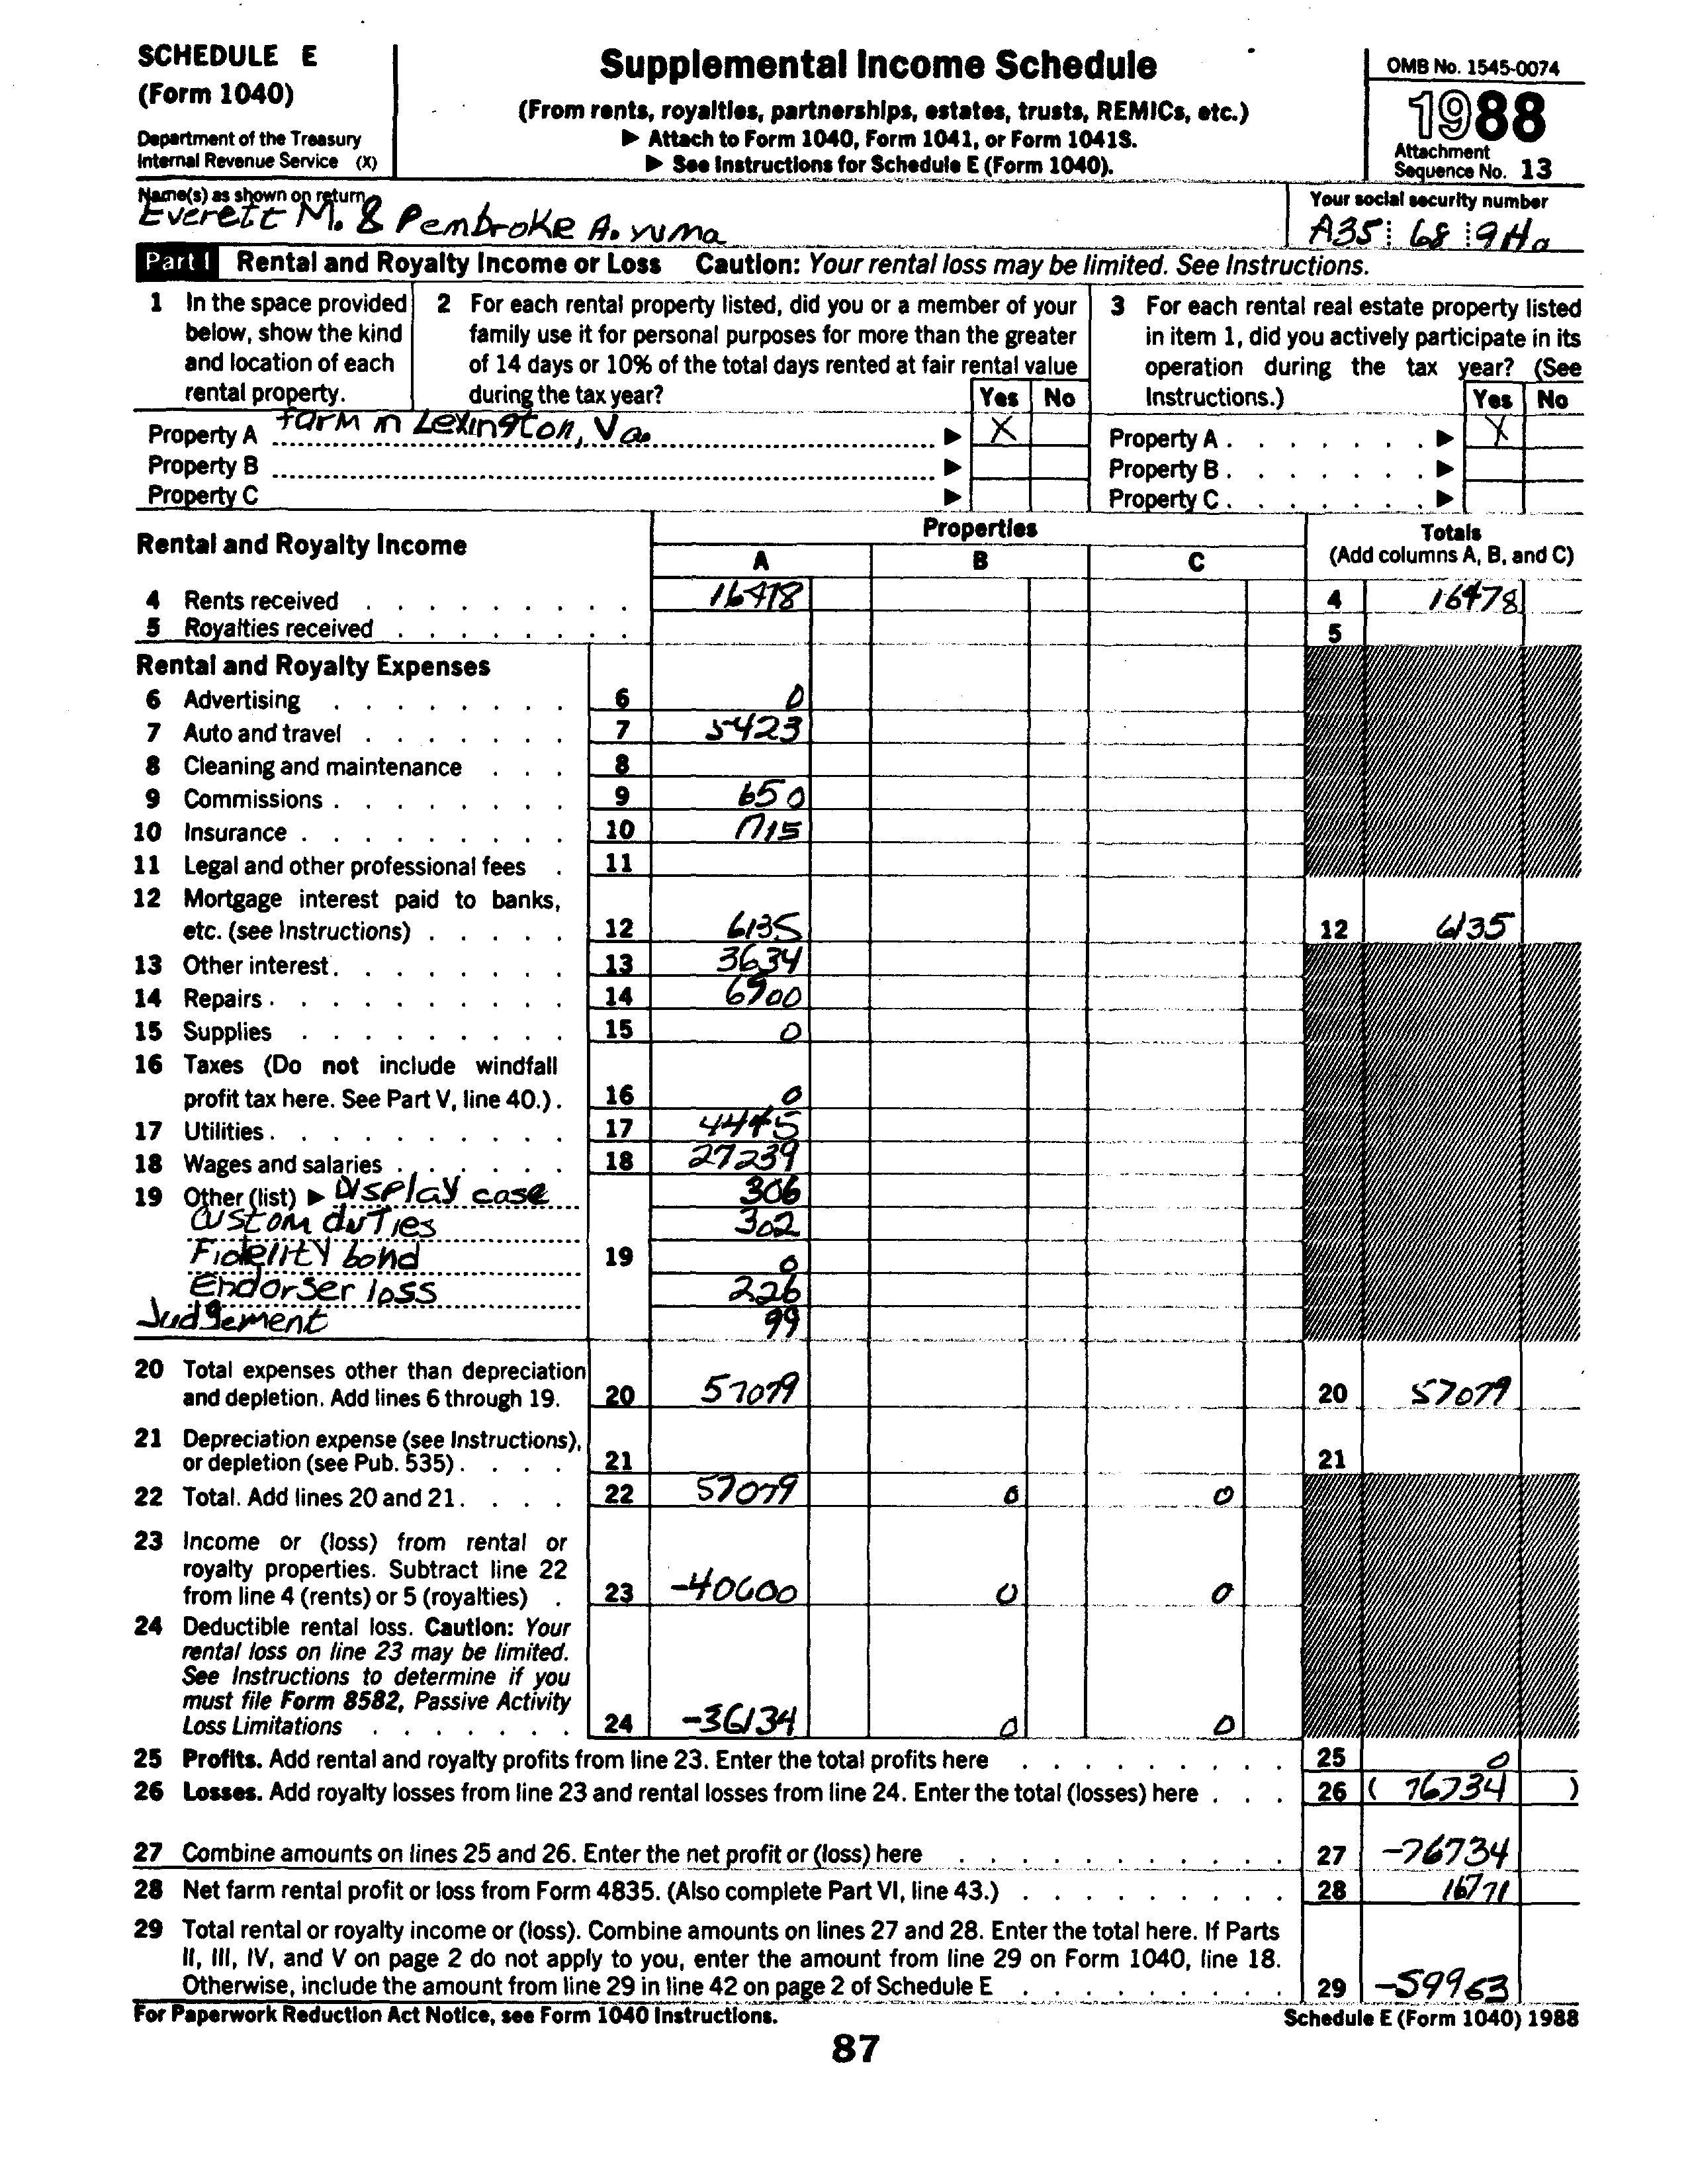 SCHEDULE E
(Form 1040)
Department of the Treasury
Internal Revenue Service (X)
Supplemental Income Schedule
(From rents, royalties, partnerships, estates, trusts, REMICs, etc.)
▶ Attach to Form 1040, Form 1041, or Form 1041S.
▶ See Instructions for Schedule E (Form 1040).
OMB No. 1545-0074
1988
Attachment
Sequence No. 13
Name(s) as shown on return
Everett M. & Pembroke A. Yuma
Your social security number
A35 68 9Ha
Part I Rental and Royalty Income or Loss Caution: Your rental loss may be limited. See Instructions.
1 In the space provided below, show the kind and location of each rental property.
2 For each rental property listed, did you or a member of your family use it for personal purposes for more than the greater of 14 days or 10% of the total days rented at fair rental value during the tax year?
Yes No
3 For each rental real estate property listed in item 1, did you actively participate in its operation during the tax year? (See Instructions.)
Yes No
Property A farm in Lexington, Va. ▶ X
Property A ▶ X
Property B ▶
Property B ▶
Property C ▶
Property C ▶
Rental and Royalty Income
Properties
A B C
Totals
(Add columns A, B, and C)
4 Rents received 16478 4 16478
5 Royalties received 5
Rental and Royalty Expenses
6 Advertising 6 0
7 Auto and travel 7 5423
8 Cleaning and maintenance 8
9 Commissions 9 650
10 Insurance 10 1715
11 Legal and other professional fees 11
12 Mortgage interest paid to banks,
etc. (see Instructions) 12 6135 12 6135
13 Other interest 13 3634
14 Repairs 14 6900
15 Supplies 15 0
16 Taxes (Do not include windfall
profit tax here. See Part V, line 40.) 16 0
17 Utilities 17 4445
18 Wages and salaries 18 27239
19 Other (list) ▶ Display case 306
Custom duties 302
Fidelity bond 19 0
Endorser loss 226
Judgement 99
20 Total expenses other than depreciation
and depletion. Add lines 6 through 19. 20 57079 20 57079
21 Depreciation expense (see Instructions),
or depletion (see Pub. 535) 21 21
22 Total. Add lines 20 and 21 22 57079 0 0
23 Income or (loss) from rental or
royalty properties. Subtract line 22
from line 4 (rents) or 5 (royalties) 23 -40600 0 0
24 Deductible rental loss. Caution: Your
rental loss on line 23 may be limited.
See Instructions to determine if you
must file Form 8582, Passive Activity
Loss Limitations 24 -36134 0 0
25 Profits. Add rental and royalty profits from line 23. Enter the total profits here 25 0
26 Losses. Add royalty losses from line 23 and rental losses from line 24. Enter the total (losses) here 26 ( 76734 )
27 Combine amounts on lines 25 and 26. Enter the net profit or (loss) here 27 -76734
28 Net farm rental profit or loss from Form 4835. (Also complete Part VI, line 43.) 28 16771
29 Total rental or royalty income or (loss). Combine amounts on lines 27 and 28. Enter the total here. If Parts
II, III, IV, and V on page 2 do not apply to you, enter the amount from line 29 on Form 1040, line 18.
Otherwise, include the amount from line 29 in line 42 on page 2 of Schedule E 29 -59963
For Paperwork Reduction Act Notice, see Form 1040 Instructions. Schedule E (Form 1040) 1988
87